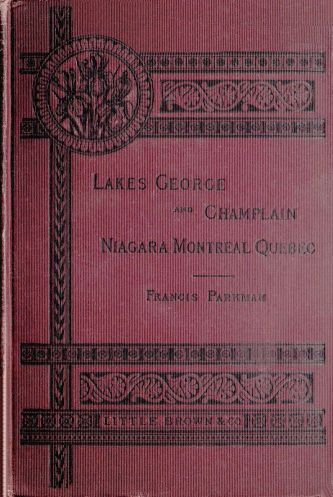 LAKES GEORGE
AND CHAMPLAIN
NIAGARA MONTREAL QUEBEC
FRANCIS PARKMAN
LITTLE BROWN & CO